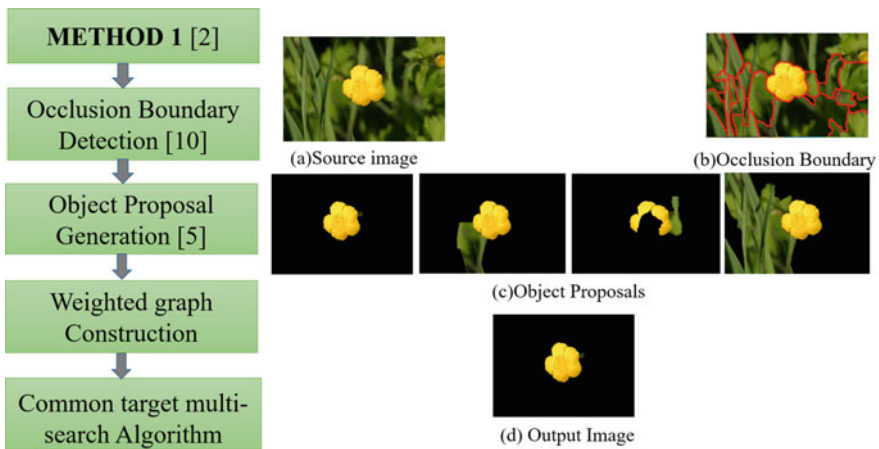 METHOD 1 [2]
Occlusion Boundary
Detection [10]
Object Proposal
Generation [5]
Weighted graph
Construction
Common target multi-
search Algorithm
(a)Source image
(b)Occlusion Boundary
(c)Object Proposals
(d) Output Image